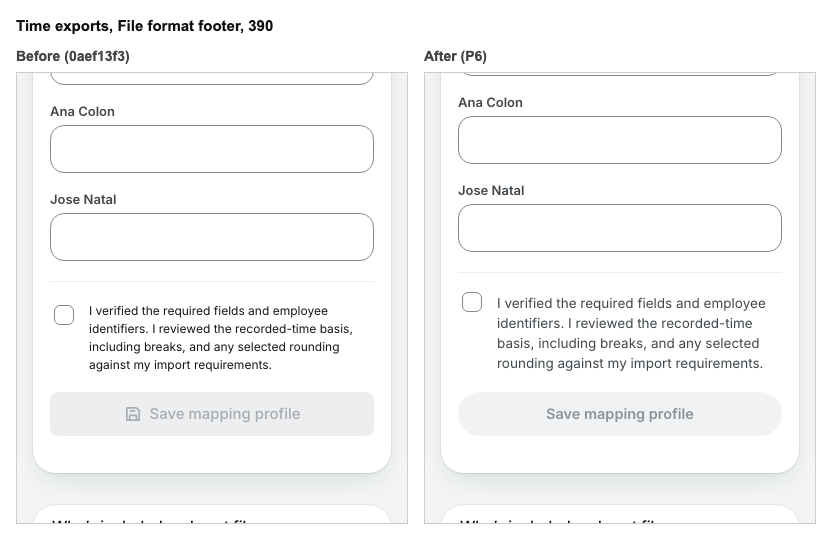 Time exports, File format footer, 390
Before (0aef13f3)
After (P6)
Ana Colon
Jose Natal
I verified the required fields and employee
identifiers. I reviewed the recorded-time basis,
including breaks, and any selected rounding
against my import requirements.
Save mapping profile
Ana Colon
Jose Natal
I verified the required fields and employee
identifiers. I reviewed the recorded-time
basis, including breaks, and any selected
rounding against my import requirements.
Save mapping profile